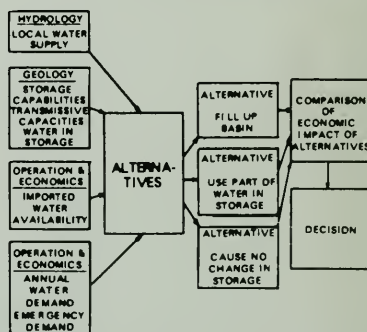 HYDROLOGY
LOCAL WATER
SUPPLY
GEOLOGY
STORAGE
CAPABILITIES
TRANSMISSIVE
CAPACITIES
WATER IN
STORAGE
OPERATION &
ECONOMICS
IMPORTED
WATER
AVAILABILITY
OPERATION &
ECONOMICS
ANNUAL
WATER
DEMAND
EMERGENCY
DEMAND
ALTERNA-
TIVES
ALTERNATIVE
FILL UP
BASIN
ALTERNATIVE
USE PART OF
WATER IN
STORAGE
ALTERNATIVE
CAUSE NO
CHANGE IN
STORAGE
COMPARISON
OF
ECONOMIC
IMPACT OF
ALTERNATIVES
DECISION